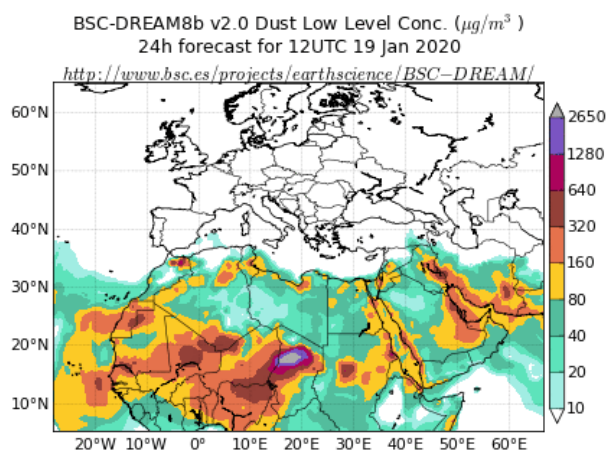 BSC-DREAM8b v2.0 Dust Low Level Conc. (μg/m³ )
24h forecast for 12UTC 19 Jan 2020
http://www.bsc.es/projects/earthscience/BSC−DREAM/
60°N
50°N
40°N
30°N
20°N
10°N
20°W 10°W 0° 10°E 20°E 30°E 40°E 50°E 60°E
2650
1280
640
320
160
80
40
20
10